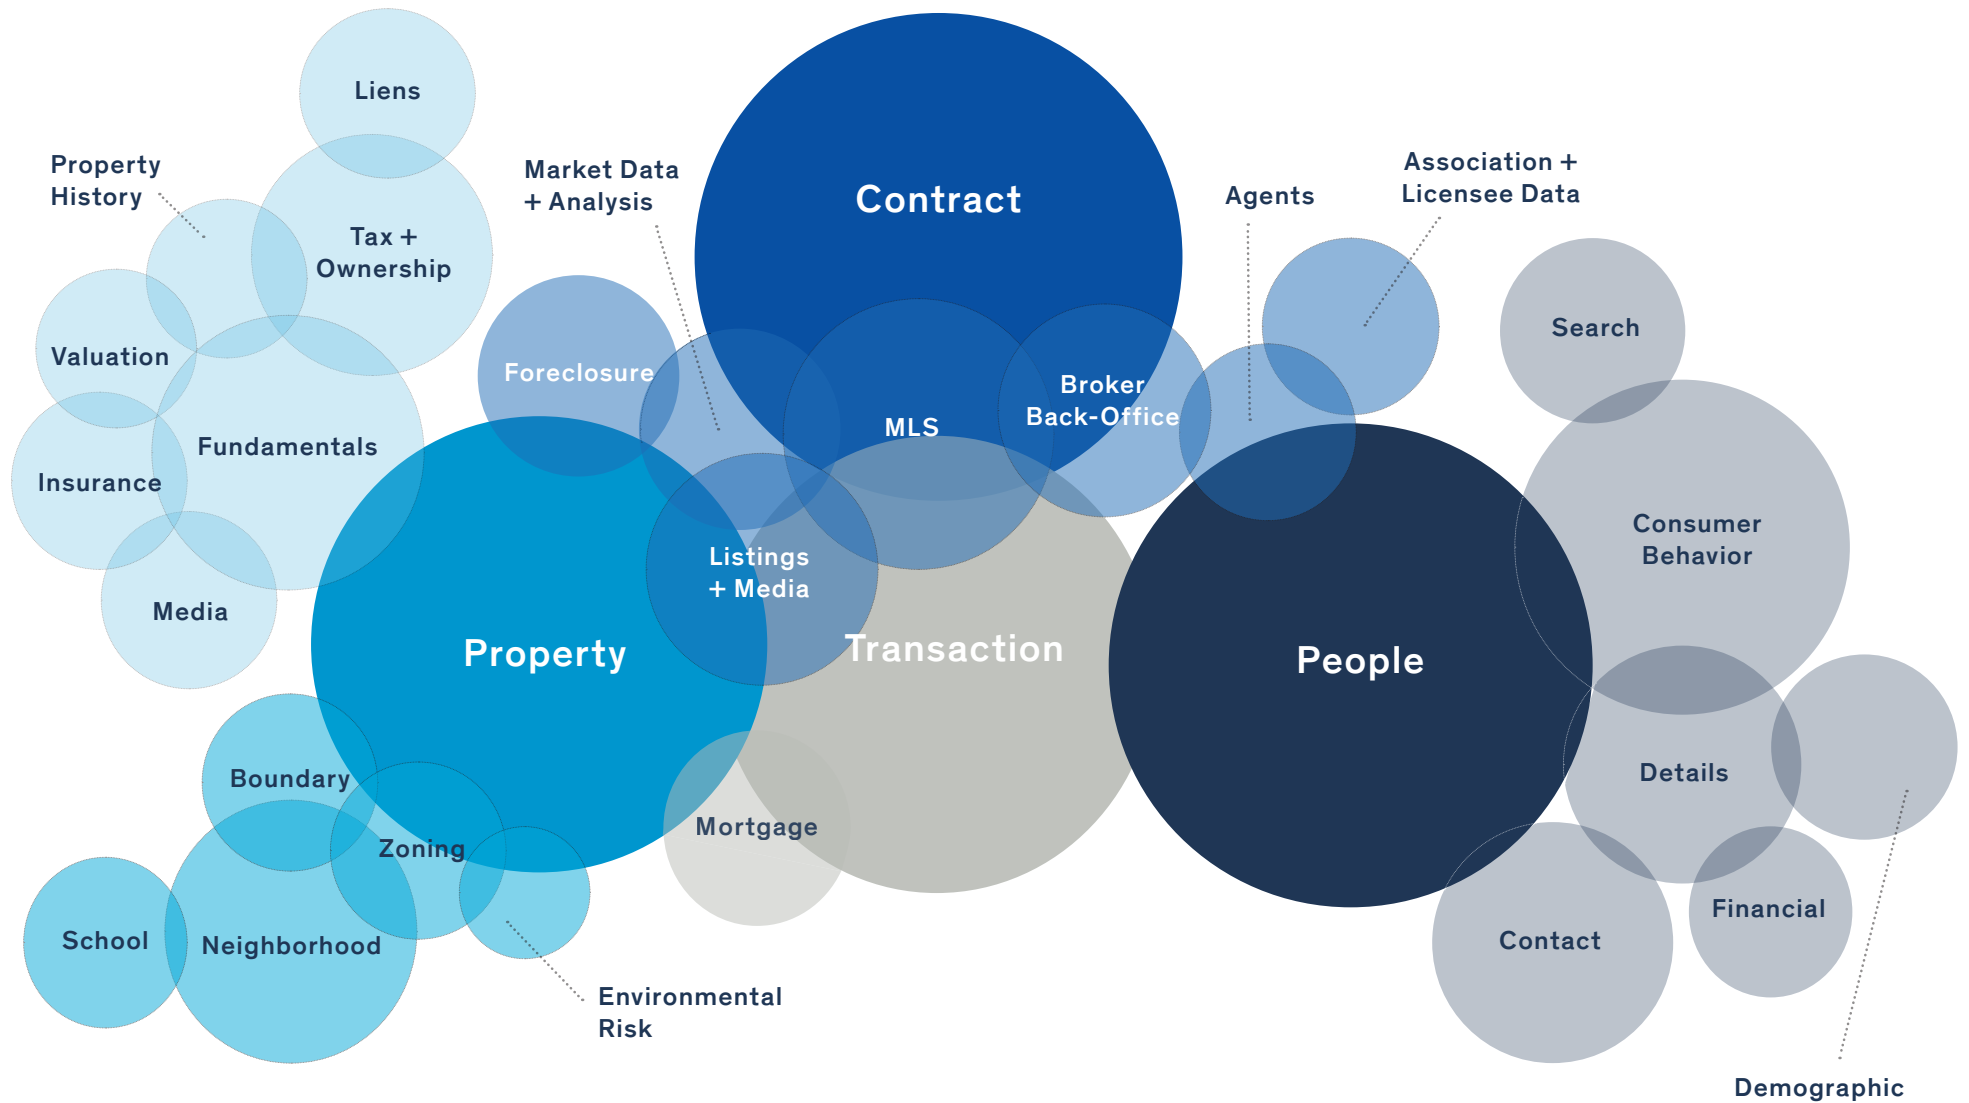 Liens
Property
History
Tax +
Ownership
Valuation
Fundamentals
Insurance
Media
Market Data
+ Analysis
Contract
Agents
Association +
Licensee Data
Search
Foreclosure
MLS
Broker
Back-Office
Consumer
Behavior
Listings
+ Media
Property
Transaction
People
Boundary
Zoning
Mortgage
Details
School
Neighborhood
Environmental
Risk
Contact
Financial
Demographic